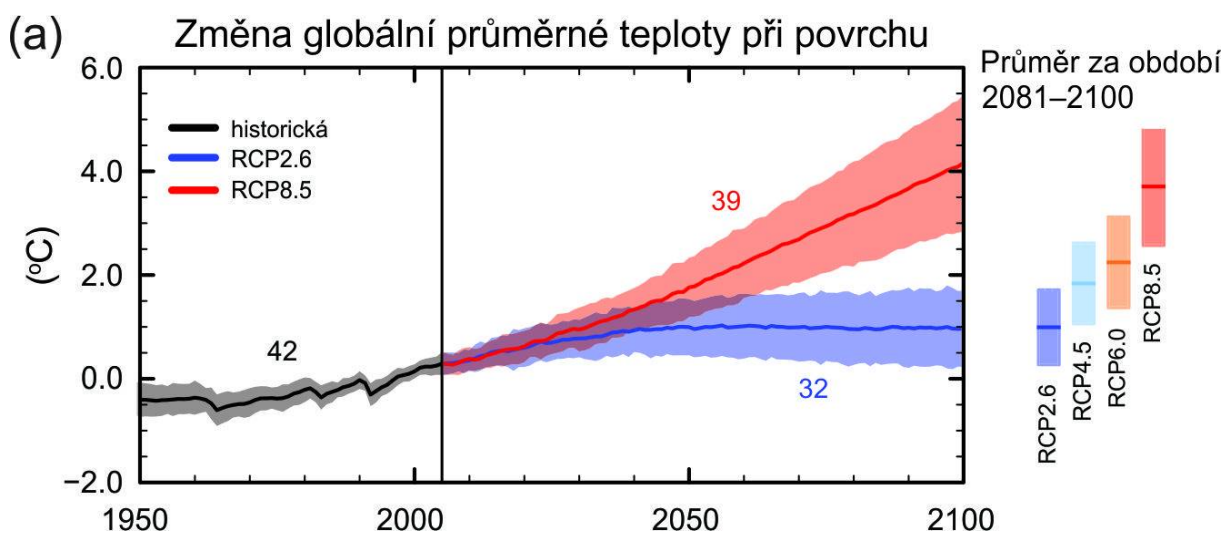 (a)
Změna globální průměrné teploty při povrchu
6.0
4.0
2.0
0.0
−2.0
(°C)
1950
2000
2050
2100
historická
RCP2.6
RCP8.5
42
39
32
Průměr za období
2081–2100
RCP2.6
RCP4.5
RCP6.0
RCP8.5